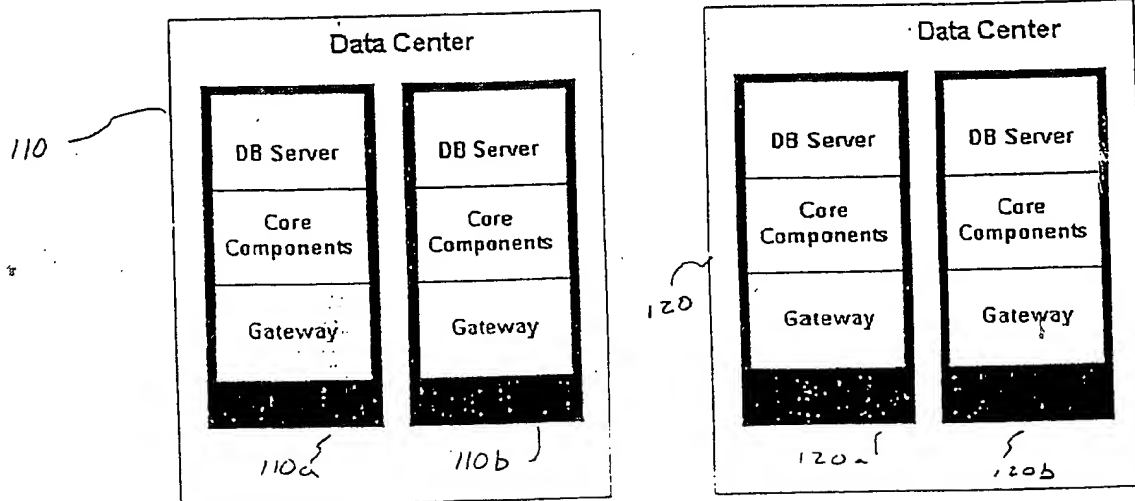 Data Center
110
DB Server
Core
Components
Gateway
110a
DB Server
Core
Components
Gateway
110b
Data Center
120
DB Server
Core
Components
Gateway
120a
DB Server
Core
Components
Gateway
120b